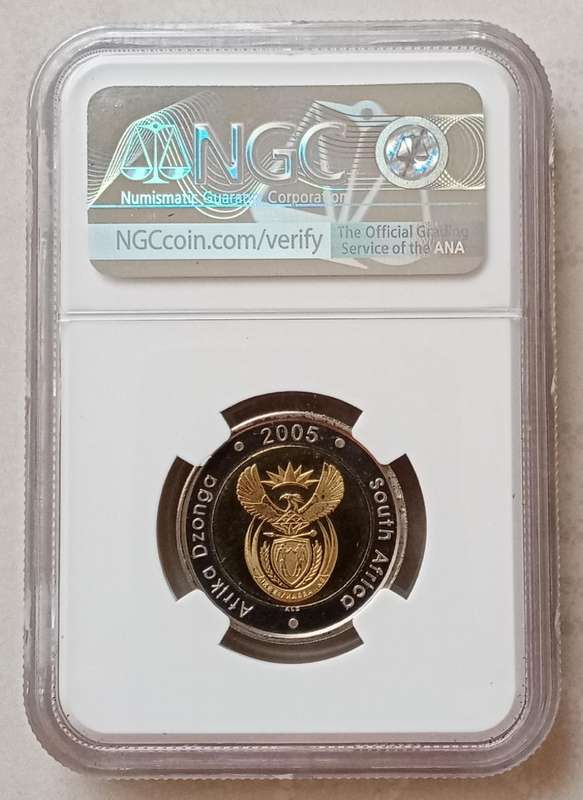 NGC
Numismatic Guaranty Corporation
NGCcoin.com/verify
The Official Grading
Service of the ANA
2005
Afrika Dzonga
South Africa
ALS